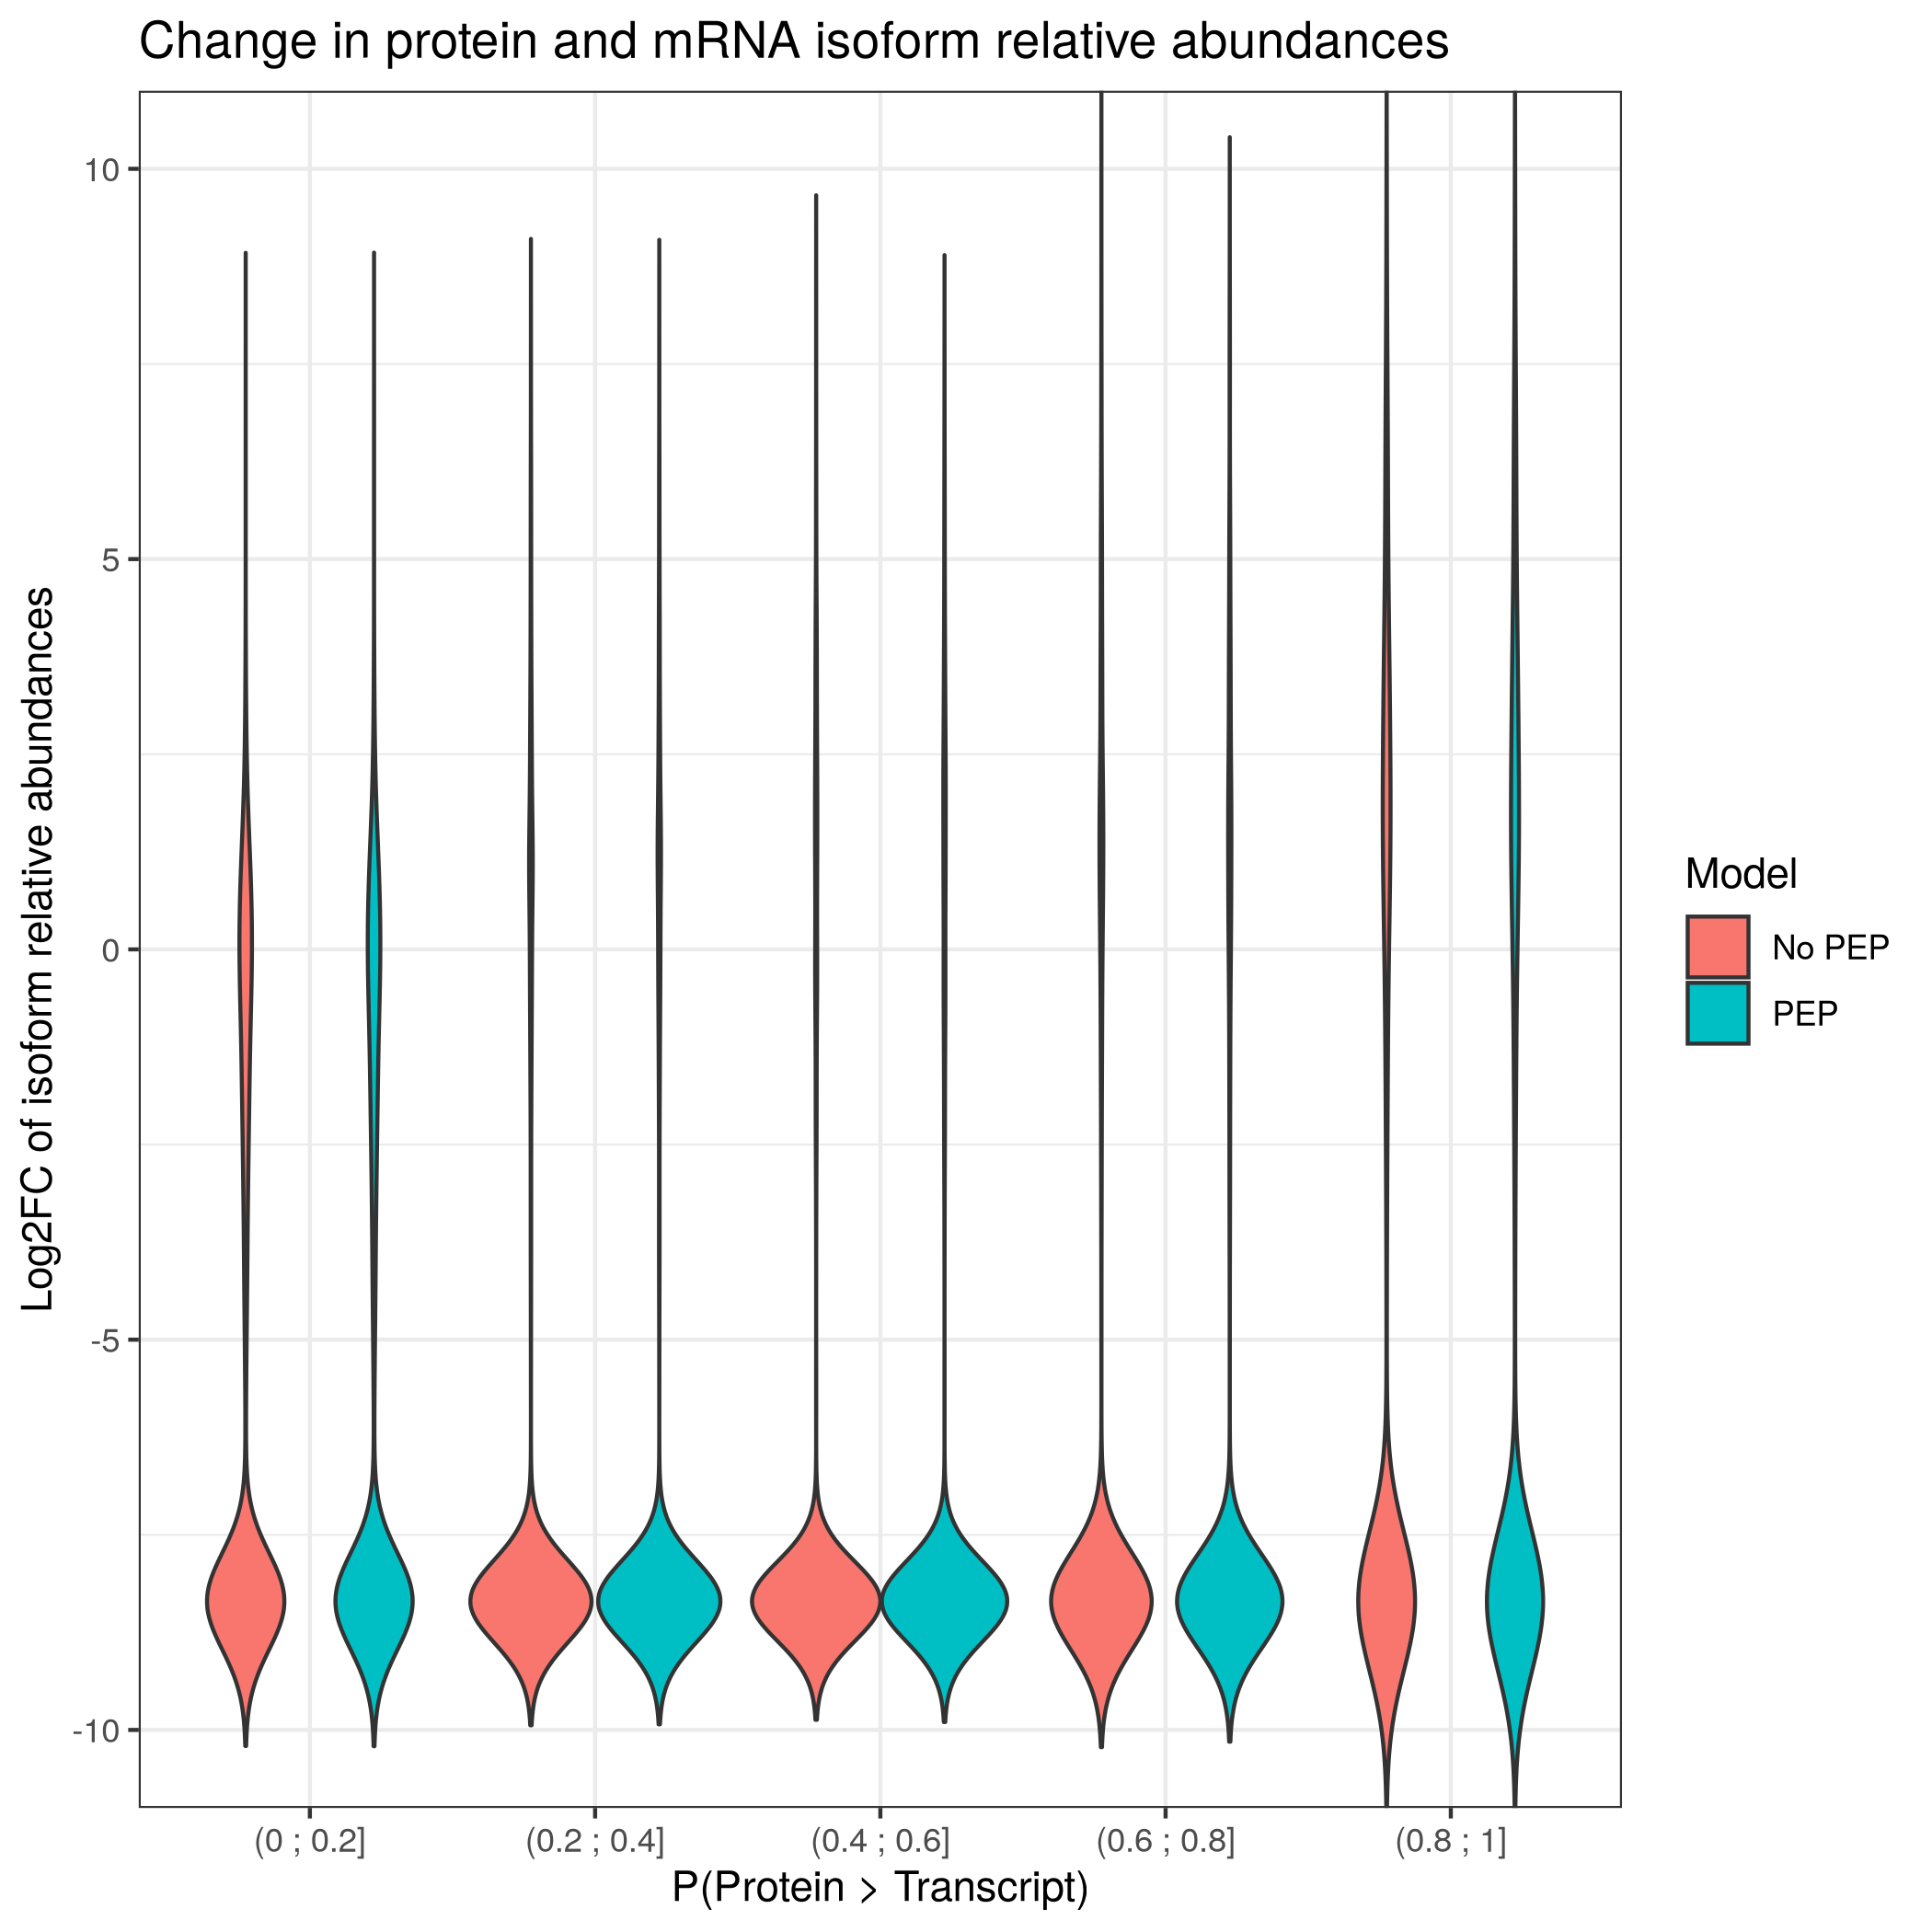 Change in protein and mRNA isoform relative abundances
Log2FC of isoform relative abundances
10
5
0
-5
-10
(0 ; 0.2]
(0.2 ; 0.4]
(0.4 ; 0.6]
(0.6 ; 0.8]
(0.8 ; 1]
P(Protein > Transcript)
Model
No PEP
PEP